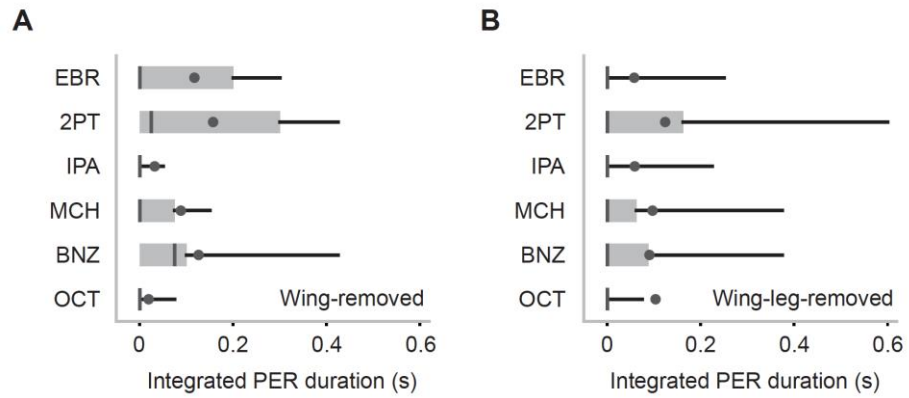 A
EBR
2PT
IPA
MCH
BNZ
OCT
Wing-removed
0 0.2 0.4 0.6
Integrated PER duration (s)
B
EBR
2PT
IPA
MCH
BNZ
OCT
Wing-leg-removed
0 0.2 0.4 0.6
Integrated PER duration (s)